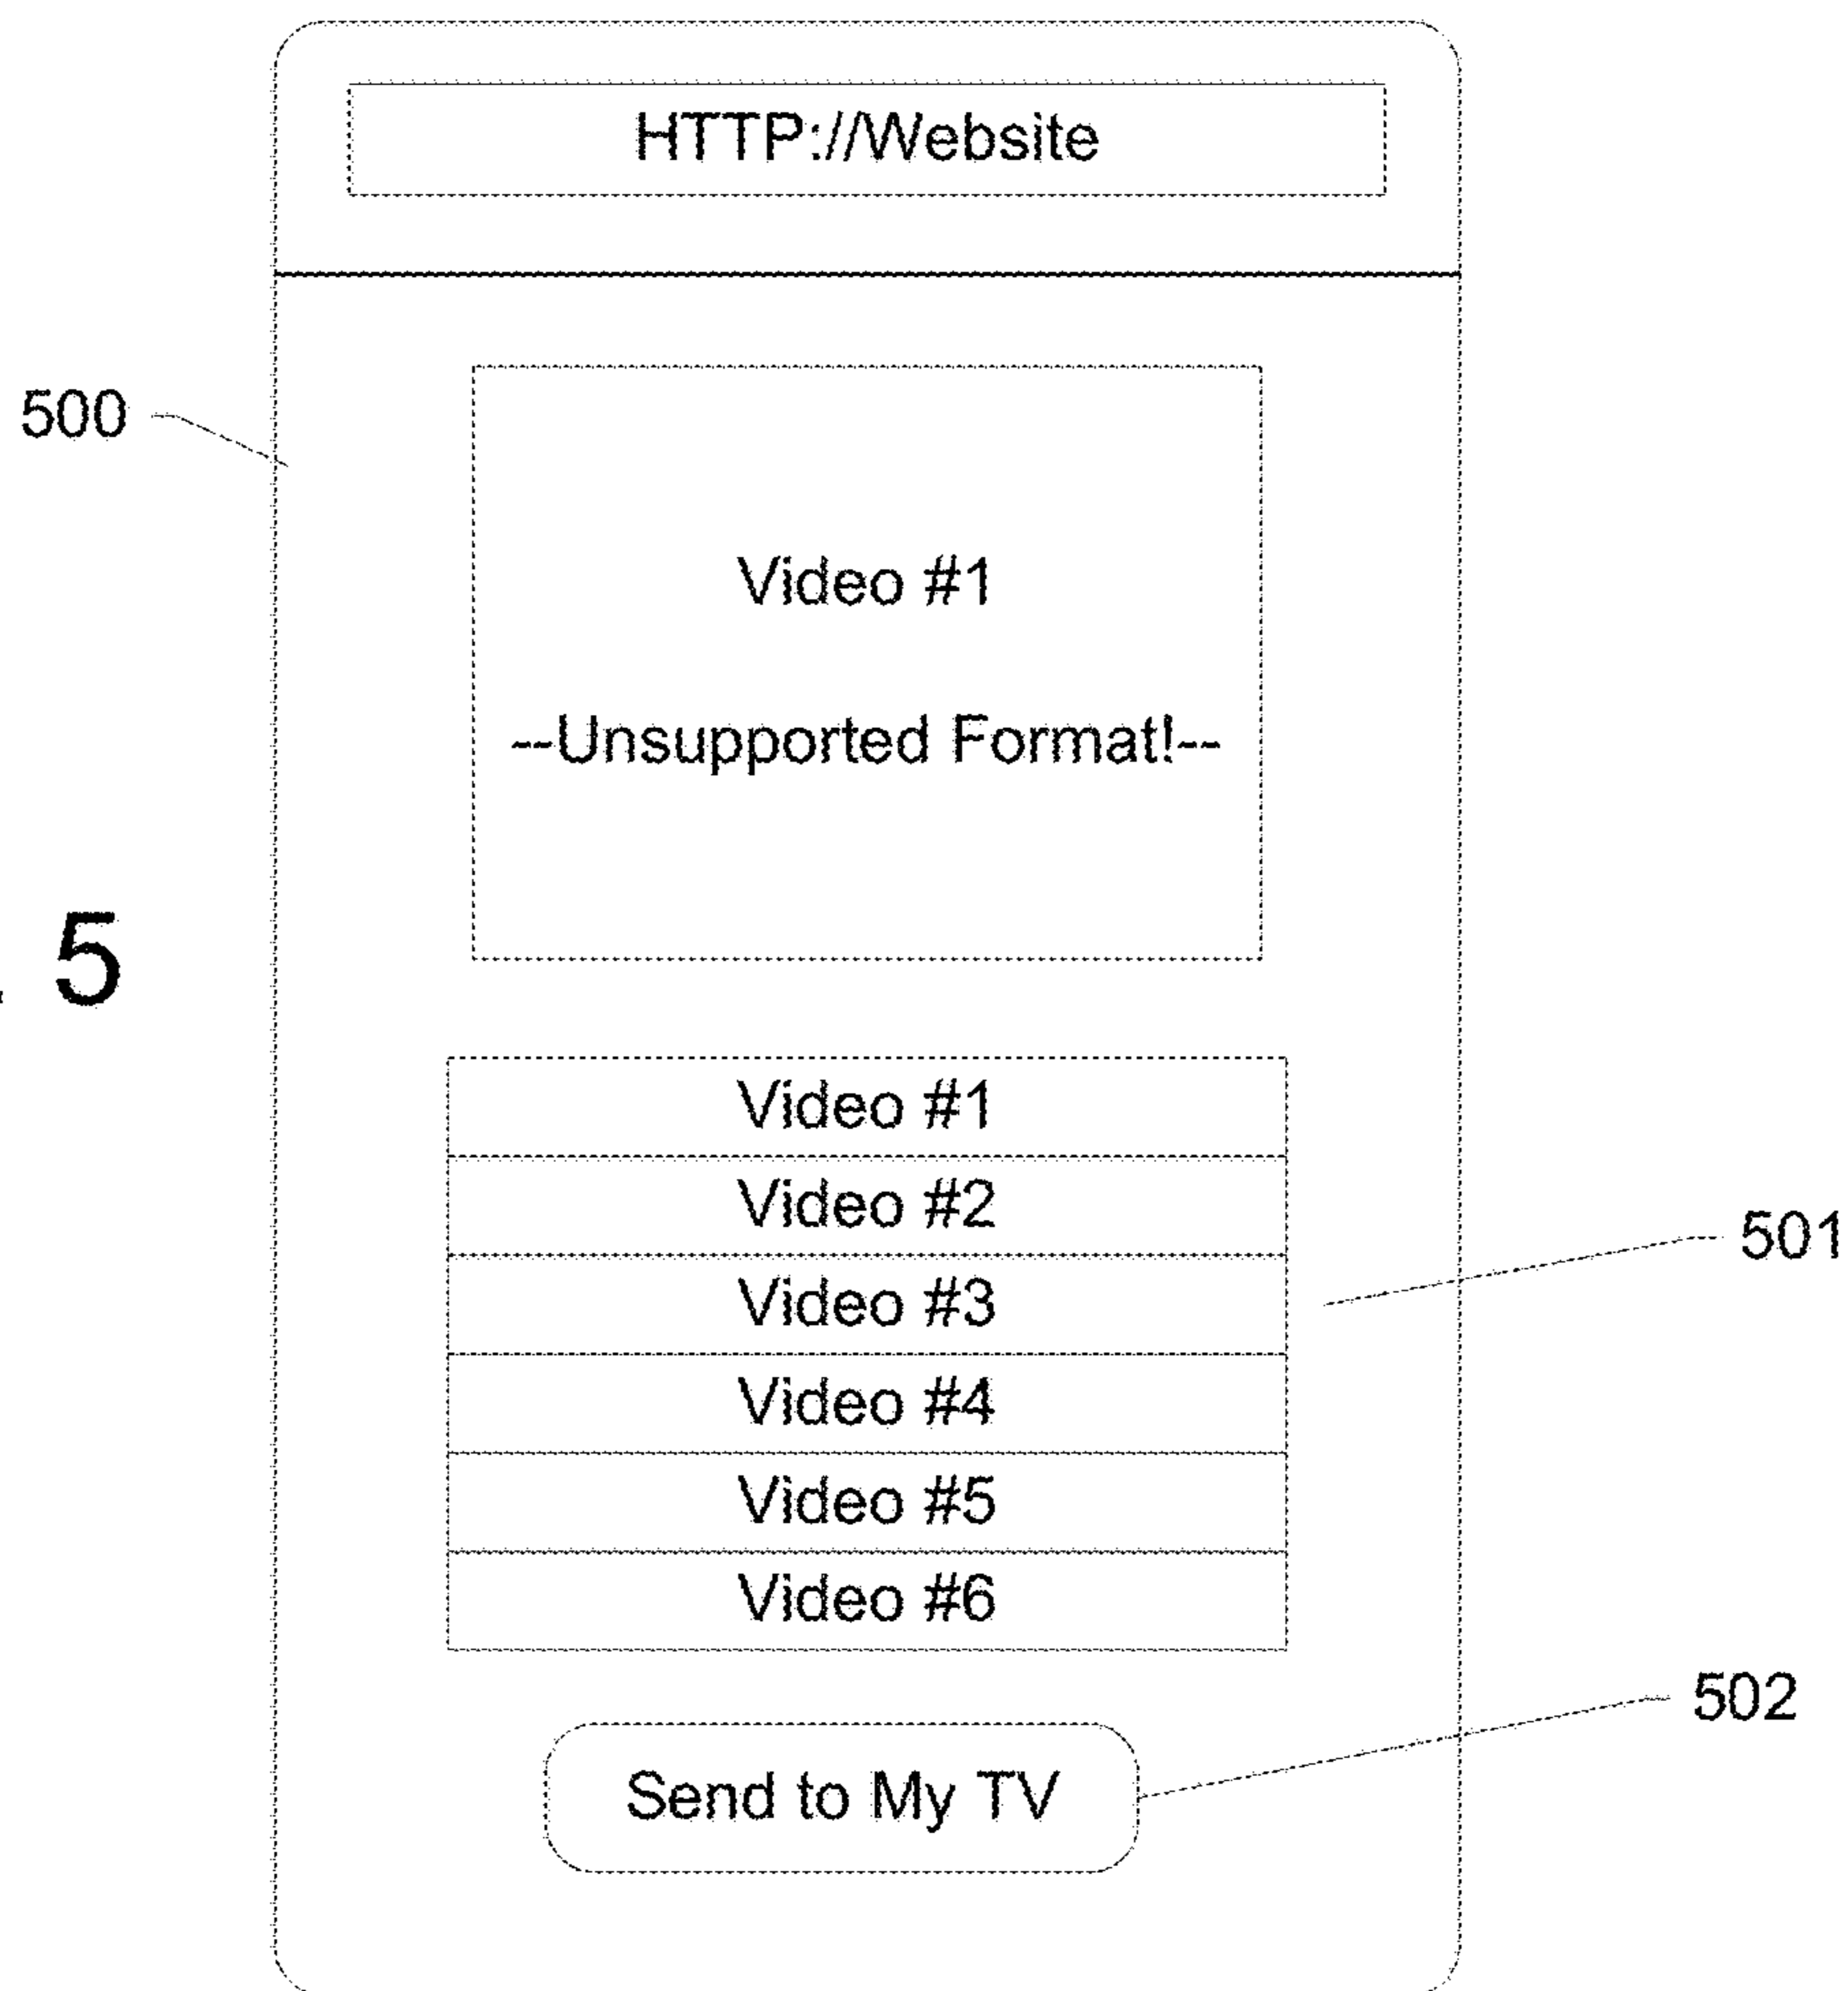 HTTP://Website
500
Video #1
--Unsupported Format!--
5
Video #1
Video #2
501
Video #3
Video #4
Video #5
Video #6
502
Send to My TV